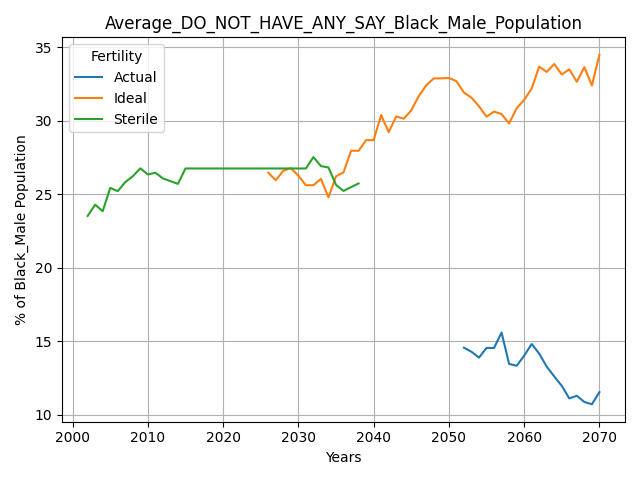 Average_DO_NOT_HAVE_ANY_SAY_Black_Male_Population
Fertility
Actual
Ideal
Sterile
% of Black_Male Population
35
30
25
20
15
10
2000 2010 2020 2030 2040 2050 2060 2070
Years